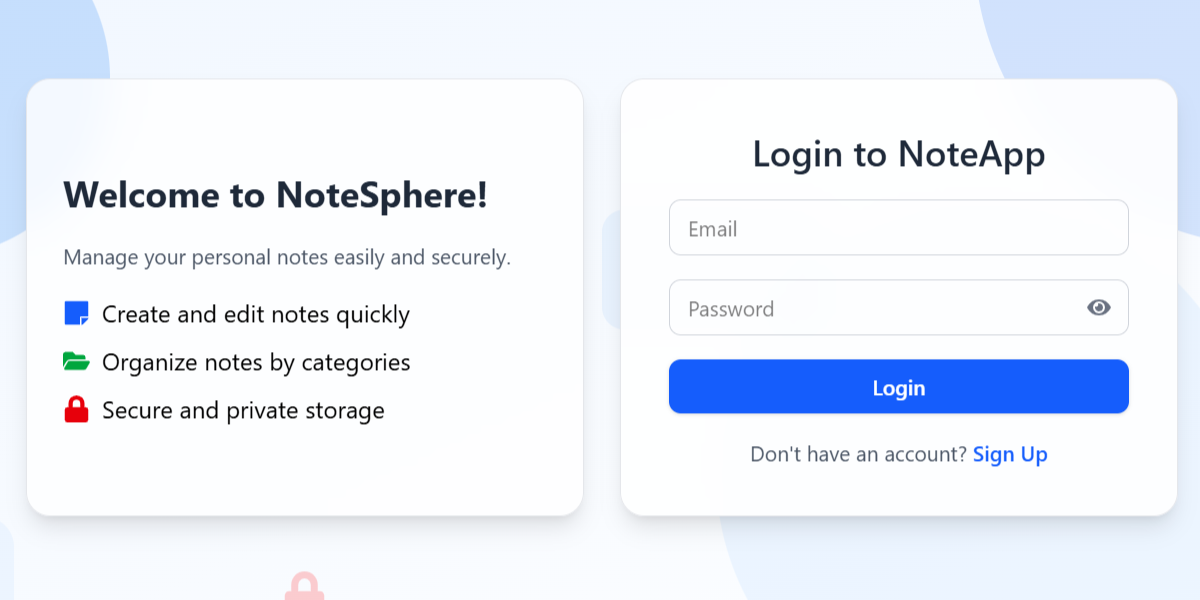 Welcome to NoteSphere!
Manage your personal notes easily and securely.
Create and edit notes quickly
Organize notes by categories
Secure and private storage
Login to NoteApp
Email
Password
Login
Don't have an account? Sign Up